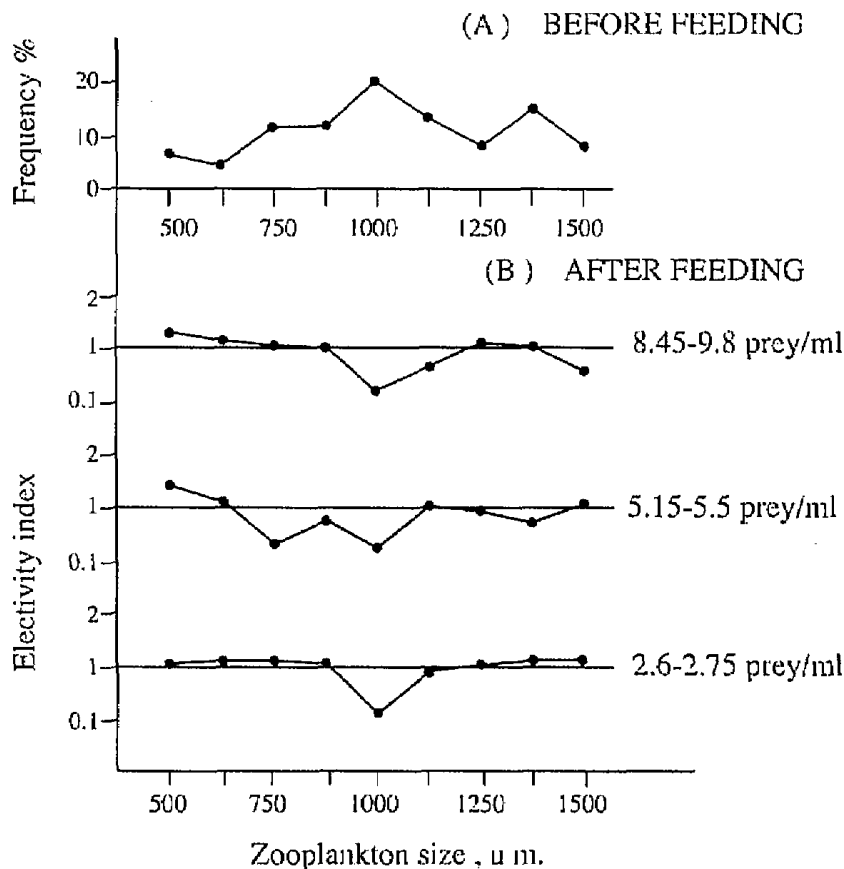 (A) BEFORE FEEDING
Frequency %
20
10
0
500 750 1000 1250 1500
(B) AFTER FEEDING
Electivity index
2
1
0.1
8.45-9.8 prey/ml
2
1
0.1
5.15-5.5 prey/ml
2
1
0.1
2.6-2.75 prey/ml
500 750 1000 1250 1500
Zooplankton size , u m.